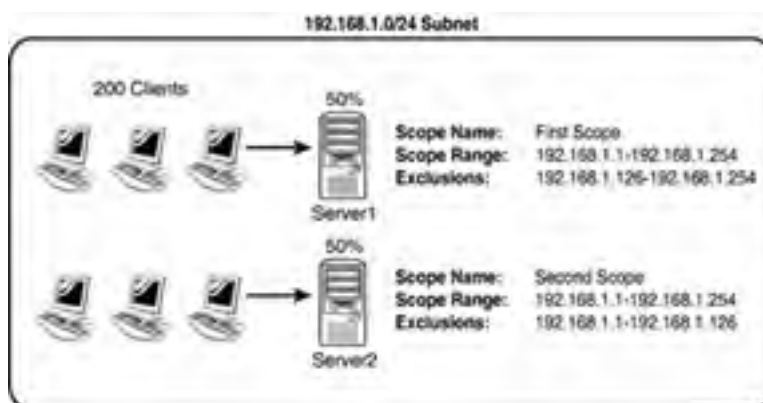 192.168.1.0/24 Subnet
200 Clients
50%
Server1
Scope Name: First Scope
Scope Range: 192.168.1.1-192.168.1.254
Exclusions: 192.168.1.126-192.168.1.254
50%
Server2
Scope Name: Second Scope
Scope Range: 192.168.1.1-192.168.1.254
Exclusions: 192.168.1.1-192.168.1.126